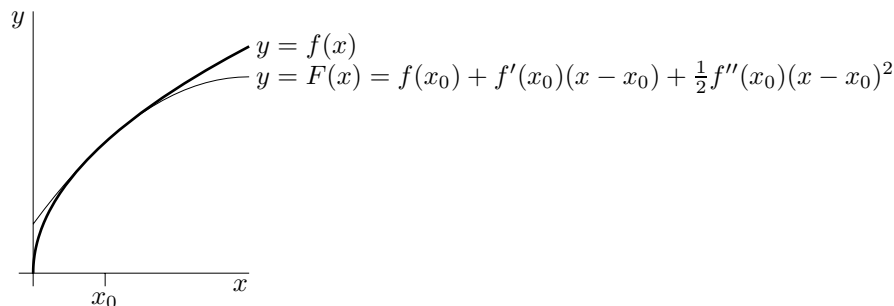 y
y = f(x)
y = F(x) = f(x₀) + f′(x₀)(x − x₀) + ½f″(x₀)(x − x₀)²
x
x₀